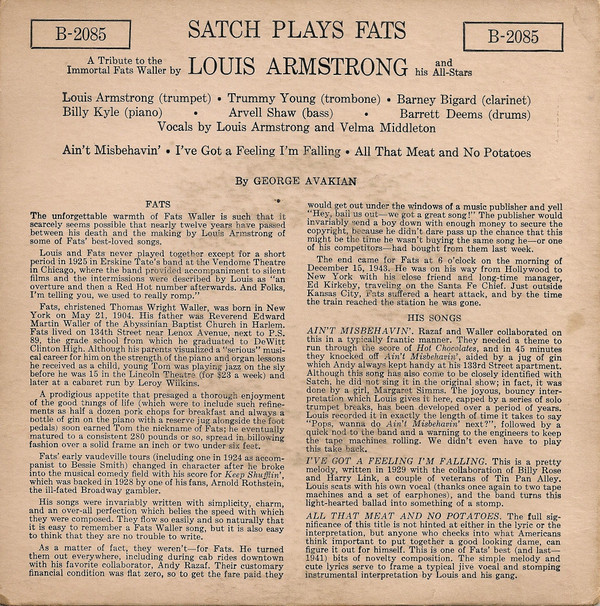 B-2085
SATCH PLAYS FATS
B-2085
A Tribute to the
Immortal Fats Waller by
LOUIS ARMSTRONG
and
his All-Stars
Louis Armstrong (trumpet) • Trummy Young (trombone) • Barney Bigard (clarinet)
Billy Kyle (piano) • Arvell Shaw (bass) • Barrett Deems (drums)
Vocals by Louis Armstrong and Velma Middleton
Ain't Misbehavin' • I've Got a Feeling I'm Falling • All That Meat and No Potatoes
By GEORGE AVAKIAN
FATS
The unforgettable warmth of Fats Waller is such that it
scarcely seems possible that nearly twelve years have passed
between his death and the making by Louis Armstrong of
some of Fats' best-loved songs.
Louis and Fats never played together except for a short
period in 1925 in Erskine Tate's band at the Vendome Theatre
in Chicago, where the band provided accompaniment to silent
films and the intermissions were described by Louis as "an
overture and then a Red Hot number afterwards. And Folks,
I'm telling you, we used to really romp."
Fats, christened Thomas Wright Waller, was born in New
York on May 21, 1904. His father was Reverend Edward
Martin Waller of the Abyssinian Baptist Church in Harlem.
Fats lived on 134th Street near Lenox Avenue, next to P.S.
89, the grade school from which he graduated to DeWitt
Clinton High. Although his parents visualized a "serious" musi-
cal career for him on the strength of the piano and organ lessons
he received as a child, young Tom was playing jazz on the sly
before he was 15 in the Lincoln Theatre (for $23 a week) and
later at a cabaret run by Leroy Wilkins.
A prodigious appetite that presaged a thorough enjoyment
of the good things of life (which were to include such refine-
ments as half a dozen pork chops for breakfast and always a
bottle of gin on the piano with a reserve jug alongside the foot
pedals) soon earned Tom the nickname of Fats; he eventually
matured to a consistent 280 pounds or so, spread in billowing
fashion over a solid frame an inch or two under six feet.
Fats' early vaudeville tours (including one in 1924 as accom-
panist to Bessie Smith) changed in character after he broke
into the musical comedy field with his score for Keep Shufflin',
which was backed in 1928 by one of his fans, Arnold Rothstein,
the ill-fated Broadway gambler.
His songs were invariably written with simplicity, charm,
and an over-all perfection which belies the speed with which
they were composed. They flow so easily and so naturally that
it is easy to remember a Fats Waller song, but it is also easy
to think that they are no trouble to write.
As a matter of fact, they weren't—for Fats. He turned
them out everywhere, including during cab rides downtown
with his favorite collaborator, Andy Razaf. Their customary
financial condition was flat zero, so to get the fare paid they
would get out under the windows of a music publisher and yell
"Hey, bail us out—we got a great song!" The publisher would
invariably send a boy down with enough money to secure the
copyright, because he didn't dare pass up the chance that this
might be the time he wasn't buying the same song he—or one
of his competitors—had bought from them last week.
The end came for Fats at 6 o'clock on the morning of
December 15, 1943. He was on his way from Hollywood to
New York with his close friend and long-time manager,
Ed Kirkeby, traveling on the Santa Fe Chief. Just outside
Kansas City, Fats suffered a heart attack, and by the time
the train reached the station he was gone.
HIS SONGS
AIN'T MISBEHAVIN'. Razaf and Waller collaborated on
this in a typically frantic manner. They needed a theme to
run through the score of Hot Chocolates, and in 45 minutes
they knocked off Ain't Misbehavin', aided by a jug of gin
which Andy always kept handy at his 133rd Street apartment.
Although this song has also come to be closely identified with
Satch, he did not sing it in the original show; in fact, it was
done by a girl, Margaret Simms. The joyous, bouncy inter-
pretation which Louis gives it here, capped by a series of solo
trumpet breaks, has been developed over a period of years.
Louis recorded it in exactly the length of time it takes to say
"Pops, wanna do Ain't Misbehavin' next?", followed by a
quick nod to the band and a warning to the engineers to keep
the tape machines rolling. We didn't even have to play
this take back.
I'VE GOT A FEELING I'M FALLING. This is a pretty
melody, written in 1929 with the collaboration of Billy Rose
and Harry Link, a couple of veterans of Tin Pan Alley.
Louis scats with his own vocal (thanks once again to two tape
machines and a set of earphones), and the band turns this
light-hearted ballad into something of a stomp.
ALL THAT MEAT AND NO POTATOES. The full sig-
nificance of this title is not hinted at either in the lyric or the
interpretation, but anyone who checks into what Americans
think important to put together a good looking dame, can
figure it out for himself. This is one of Fats' best (and last—
1941) bits of novelty composition. The simple melody and
cute lyrics serve to frame a typical jive vocal and stomping
instrumental interpretation by Louis and his gang.